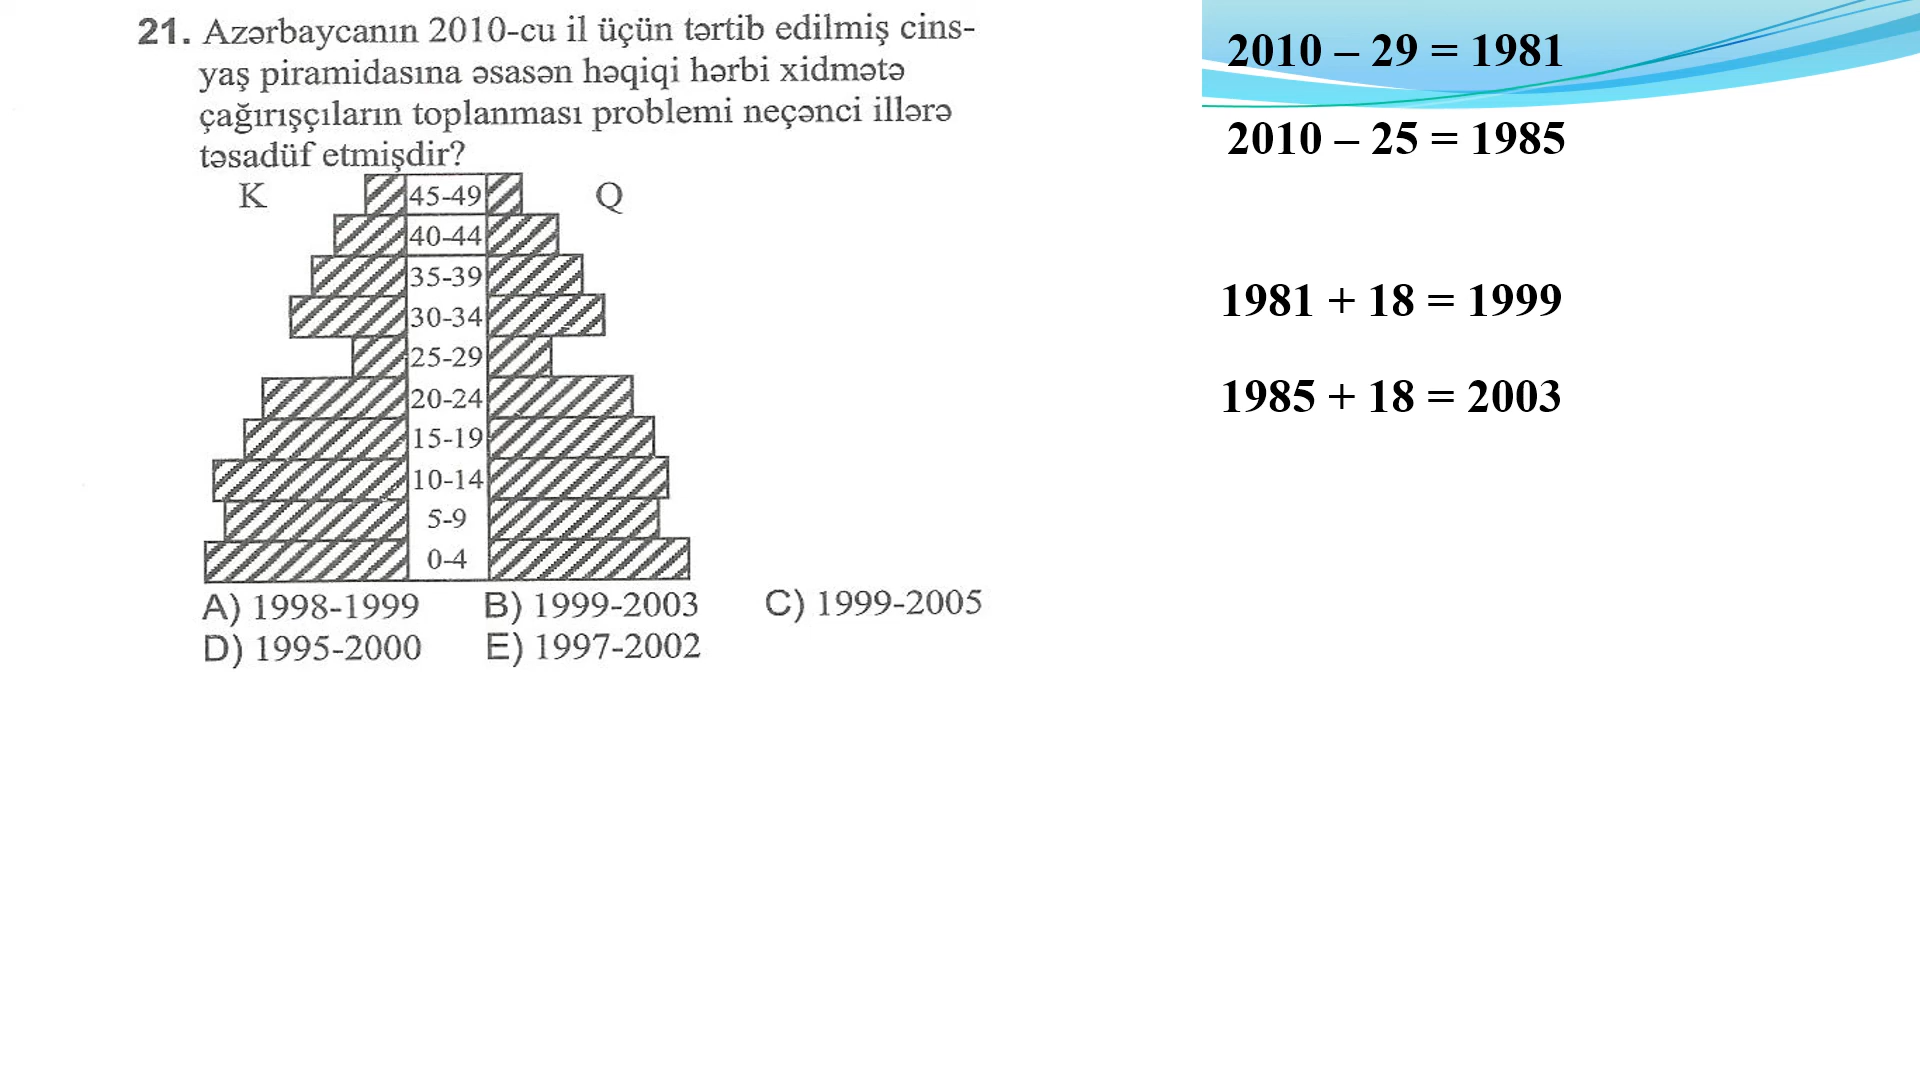 21. Azərbaycanın 2010-cu il üçün tərtib edilmiş cins-
yaş piramidasına əsasən həqiqi hərbi xidmətə
çağırışçıların toplanması problemi neçənci illərə
təsadüf etmişdir?
K 45-49 Q
40-44
35-39
30-34
25-29
20-24
15-19
10-14
5-9
0-4
A) 1998-1999 B) 1999-2003 C) 1999-2005
D) 1995-2000 E) 1997-2002
2010 – 29 = 1981
2010 – 25 = 1985
1981 + 18 = 1999
1985 + 18 = 2003